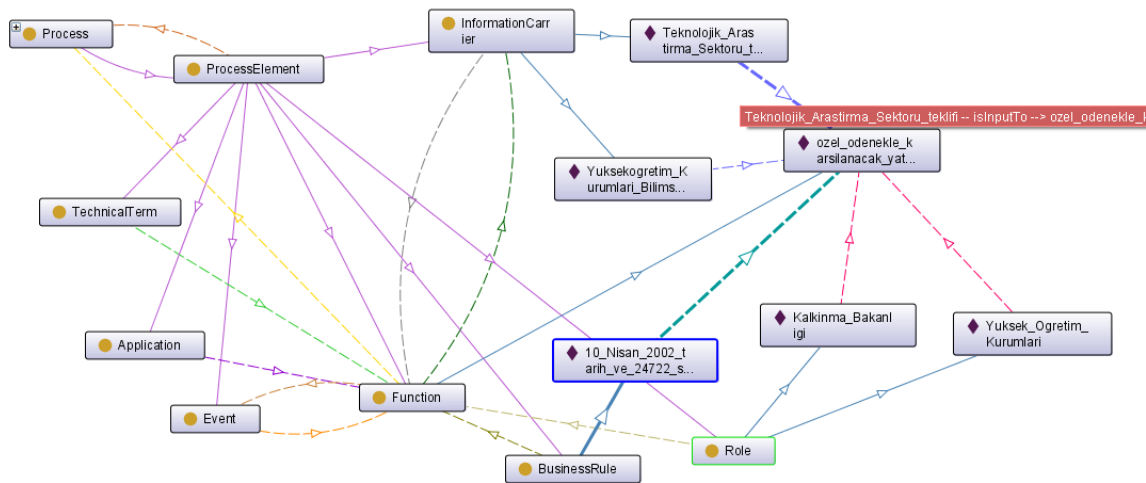 Process
InformationCarr
ier
Teknolojik_Aras
tirma_Sektoru_t...
ProcessElement
Teknolojik_Arastirma_Sektoru_teklifi -- isInputTo --> ozel_odenekle_k
ozel_odenekle_k
arsilanacak_yat...
Yuksekogretim_K
urumlari_Bilims...
TechnicalTerm
Kalkinma_Bakanl
igi
Yuksek_Ogretim_
Kurumlari
Application
10_Nisan_2002_t
arih_ve_24722_s...
Function
Event
Role
BusinessRule